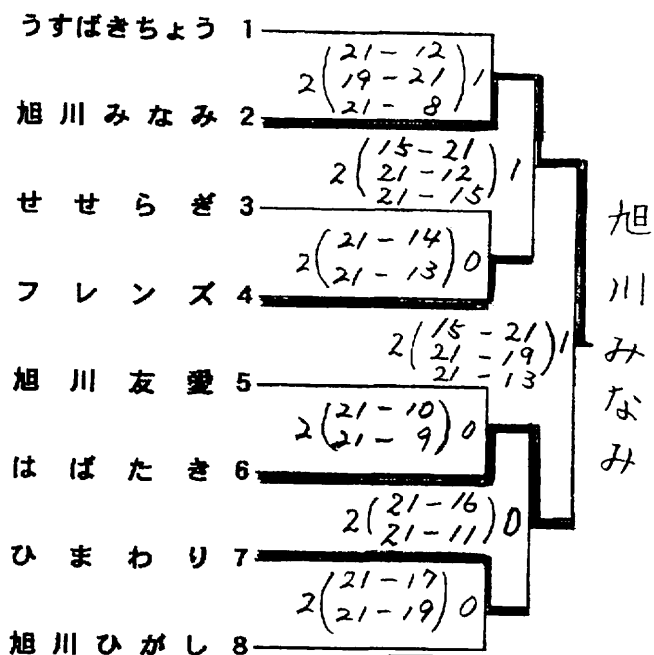 うすばきちょう 1
2(21-12 19-21 21-8)1
旭川みなみ 2
2(15-21 21-12 21-15)1
せせらぎ 3
2(21-14 21-13)0
フレンズ 4
2(15-21 21-19 21-13)1
旭川みなみ
旭川友愛 5
2(21-10 21-9)0
はばたき 6
2(21-16 21-11)0
ひまわり 7
2(21-17 21-19)0
旭川ひがし 8